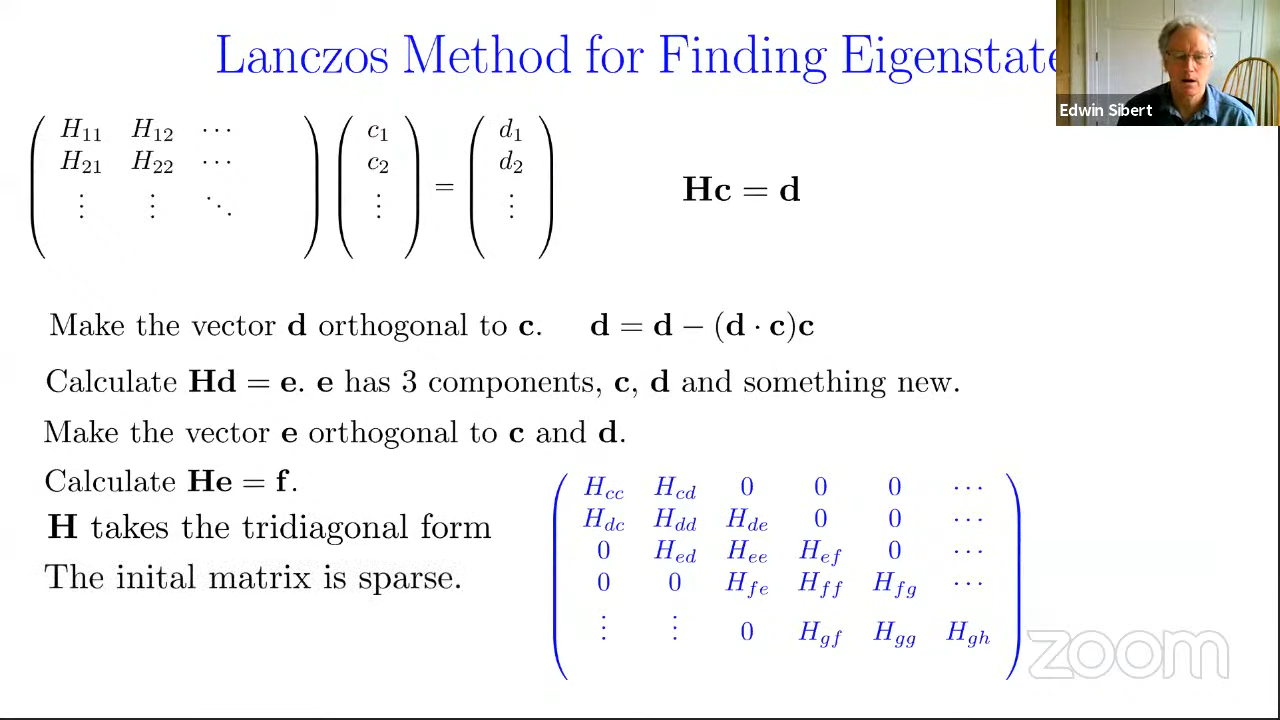 Lanczos Method for Finding Eigenstate
Edwin Sibert
H11 H12 ⋯ c1 d1
H21 H22 ⋯ c2 = d2
⋮ ⋮ ⋱ ⋮ ⋮
Hc = d
Make the vector d orthogonal to c. d = d − (d · c)c
Calculate Hd = e. e has 3 components, c, d and something new.
Make the vector e orthogonal to c and d.
Calculate He = f.
H takes the tridiagonal form
The inital matrix is sparse.
Hcc Hcd 0 0 0 ⋯
Hdc Hdd Hde 0 0 ⋯
0 Hed Hee Hef 0 ⋯
0 0 Hfe Hff Hfg ⋯
⋮ ⋮ 0 Hgf Hgg Hgh
zoom